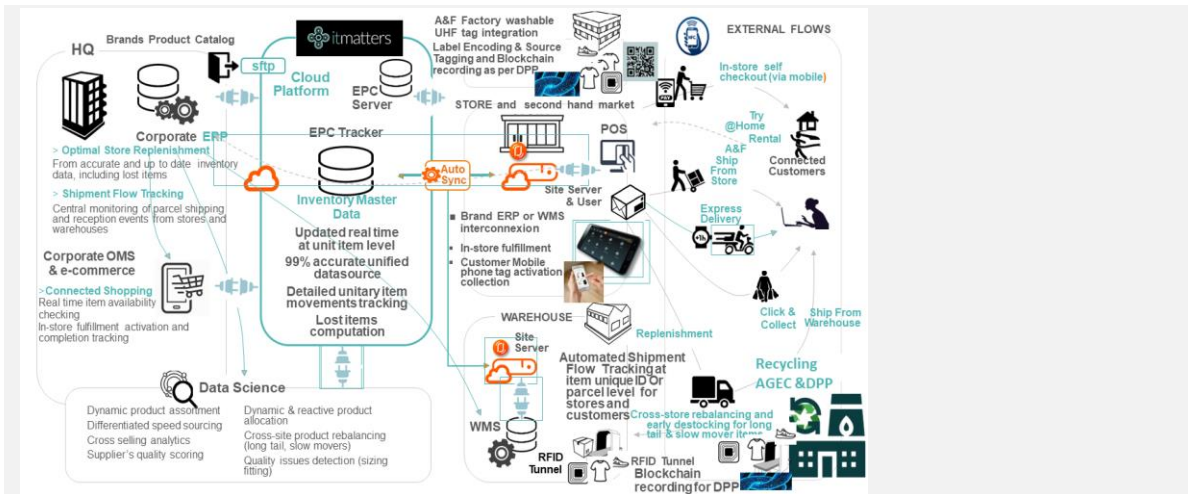 HQ
Brands Product Catalog
sftp
Corporate ERP
> Optimal Store Replenishment
From accurate and up to date inventory
data, including lost items
> Shipment Flow Tracking
Central monitoring of parcel shipping
and reception events from stores and
warehouses
Corporate OMS
& e-commerce
>Connected Shopping
Real time item availability
checking
In-store fulfillment activation and
completion tracking
itmatters
Cloud
Platform
EPC
Server
EPC Tracker
Inventory Master
Data
Updated real time
at unit item level
99% accurate unified
datasource
Detailed unitary item
movements tracking
Lost items
computation
Auto
Sync
Data Science
Dynamic product assortment
Differentiated speed sourcing
Cross selling analytics
Supplier's quality scoring
Dynamic & reactive product
allocation
Cross-site product rebalancing
(long tail, slow movers)
Quality issues detection (sizing
fitting)
A&F Factory washable
UHF tag integration
Label Encoding & Source
Tagging and Blockchain
recording as per DPP
STORE and second hand market
POS
Site Server
& User
■ Brand ERP or WMS
interconnexion
▪ In-store fulfillment
▪ Customer Mobile
phone tag activation
collection
WAREHOUSE
Site
Server
Replenishment
Automated Shipment
Flow Tracking at
item unique ID Or
parcel level for
stores and
customers
WMS
RFID
Tunnel
EXTERNAL FLOWS
NFC
PAY
In-store self
checkout (via mobile)
Try
@Home
Rental
A&F
Ship
From
Store
Connected
Customers
Express
Delivery
+1h
Click &
Collect
Ship From
Warehouse
Recycling
AGEC &DPP
Cross-store rebalancing and
early destocking for long
tail & slow mover items
RFID Tunnel
Blockchain
recording for DPP